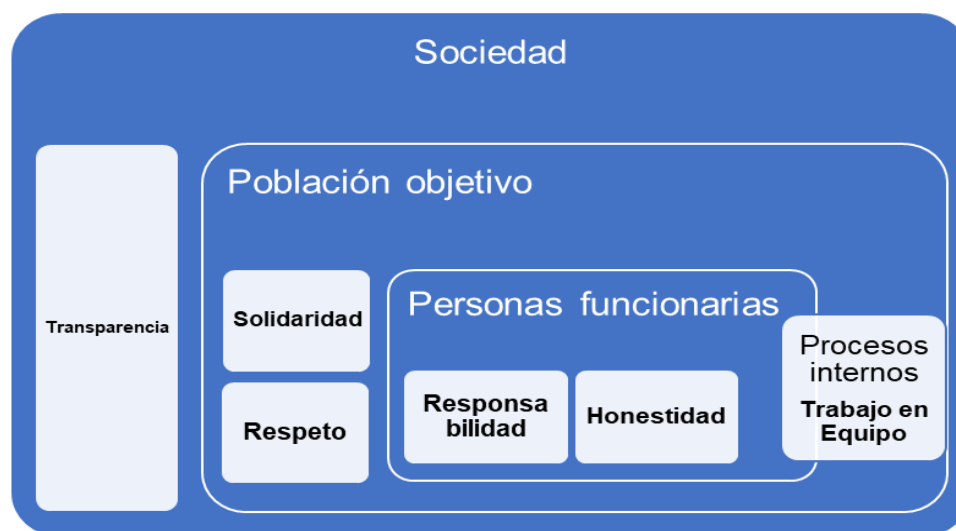 Sociedad
Población objetivo
Transparencia
Solidaridad
Respeto
Personas funcionarias
Responsa
bilidad
Honestidad
Procesos
internos
Trabajo en
Equipo